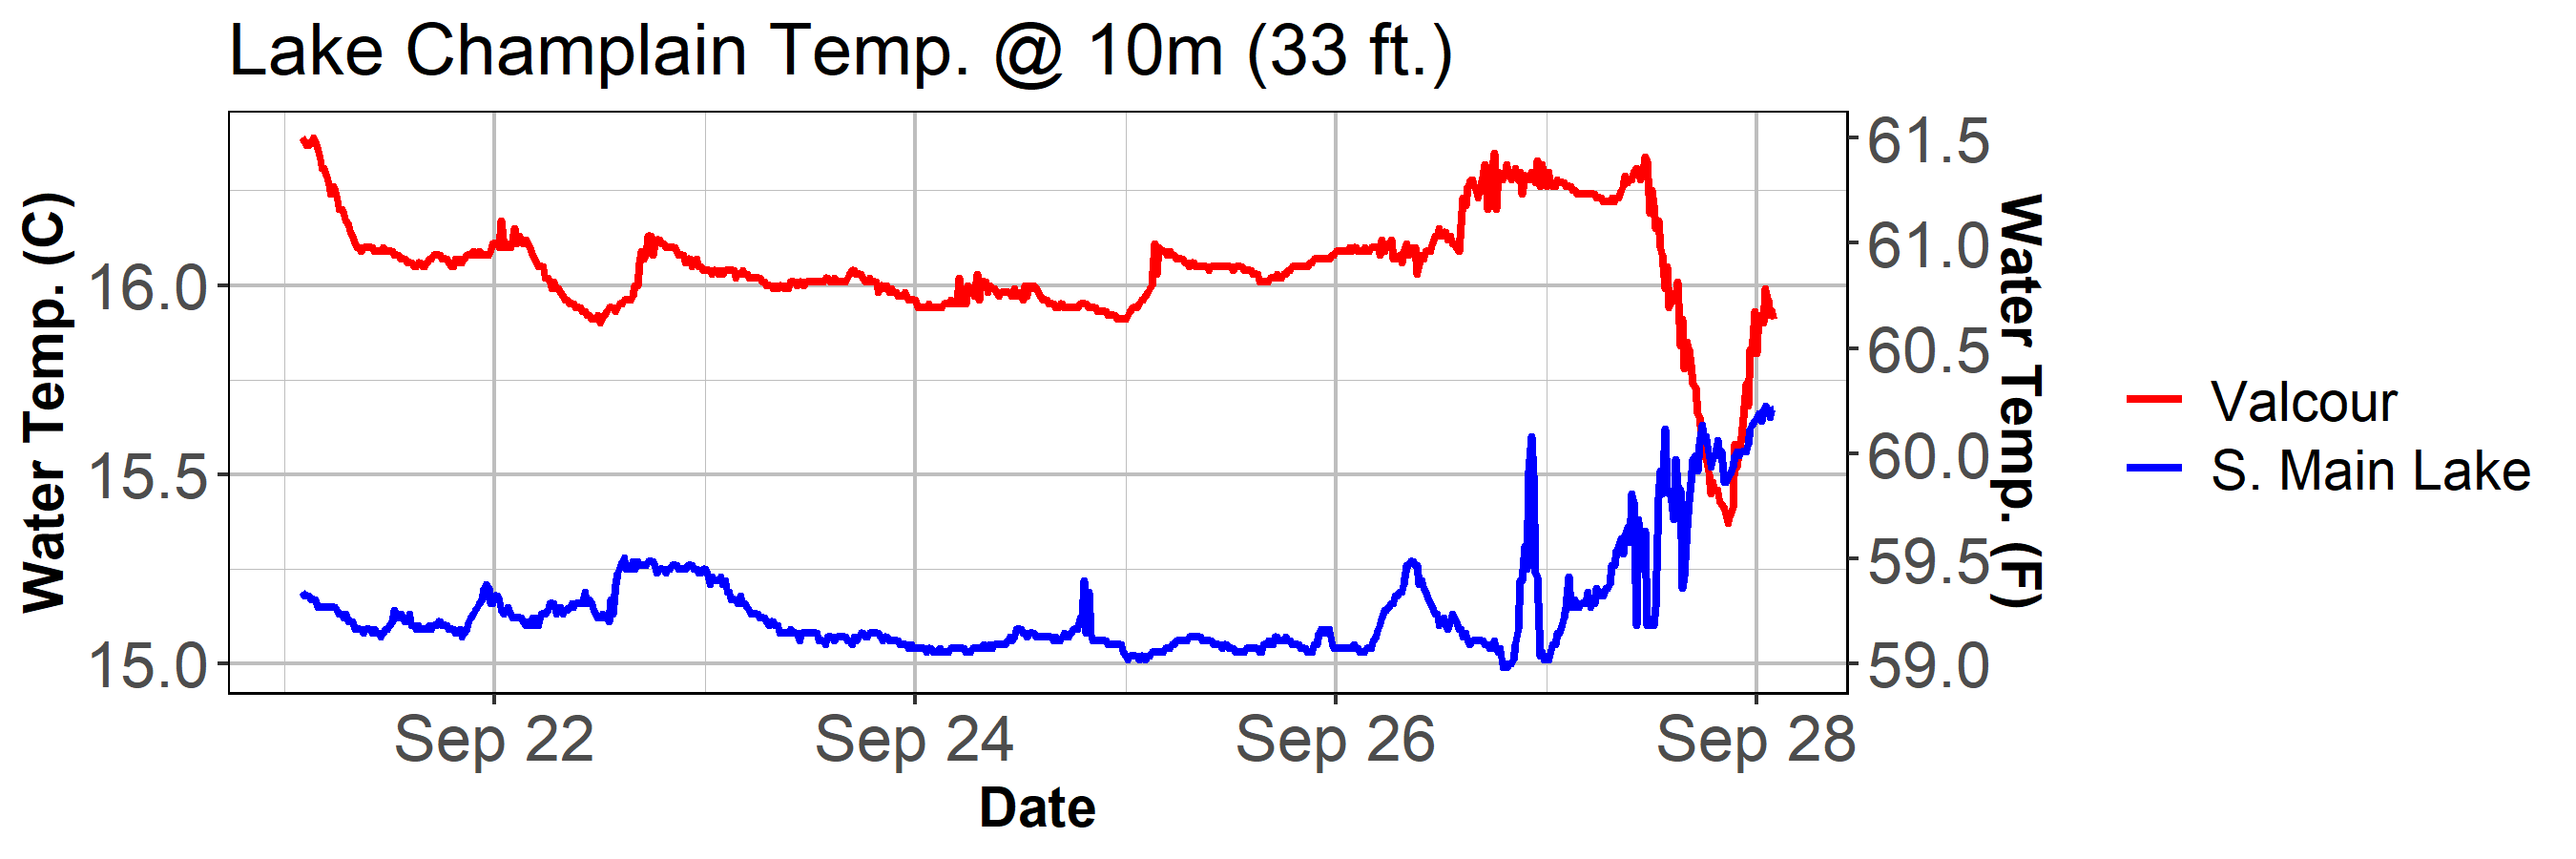 Lake Champlain Temp. @ 10m (33 ft.)
Water Temp. (C)
16.0
15.5
15.0
61.5
61.0
60.5
60.0
59.5
59.0
Water Temp. (F)
Sep 22
Sep 24
Sep 26
Sep 28
Date
Valcour
S. Main Lake